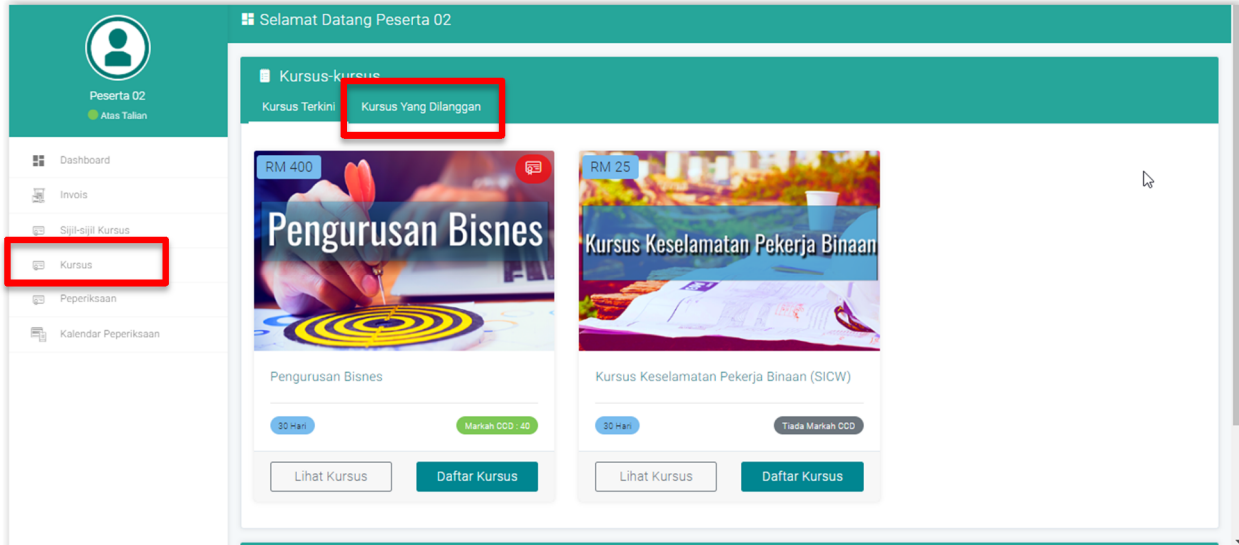 Selamat Datang Peserta 02
Peserta 02
Atas Talian
Dashboard
Invois
Sijil-sijil Kursus
Kursus
Peperiksaan
Kalendar Peperiksaan
Kursus-kursus
Kursus Terkini
Kursus Yang Dilanggan
RM 400
Pengurusan Bisnes
Pengurusan Bisnes
30 Hari
Markah CCD : 40
Lihat Kursus
Daftar Kursus
RM 25
Kursus Keselamatan Pekerja Binaan
Kursus Keselamatan Pekerja Binaan (SICW)
30 Hari
Tiada Markah CCD
Lihat Kursus
Daftar Kursus